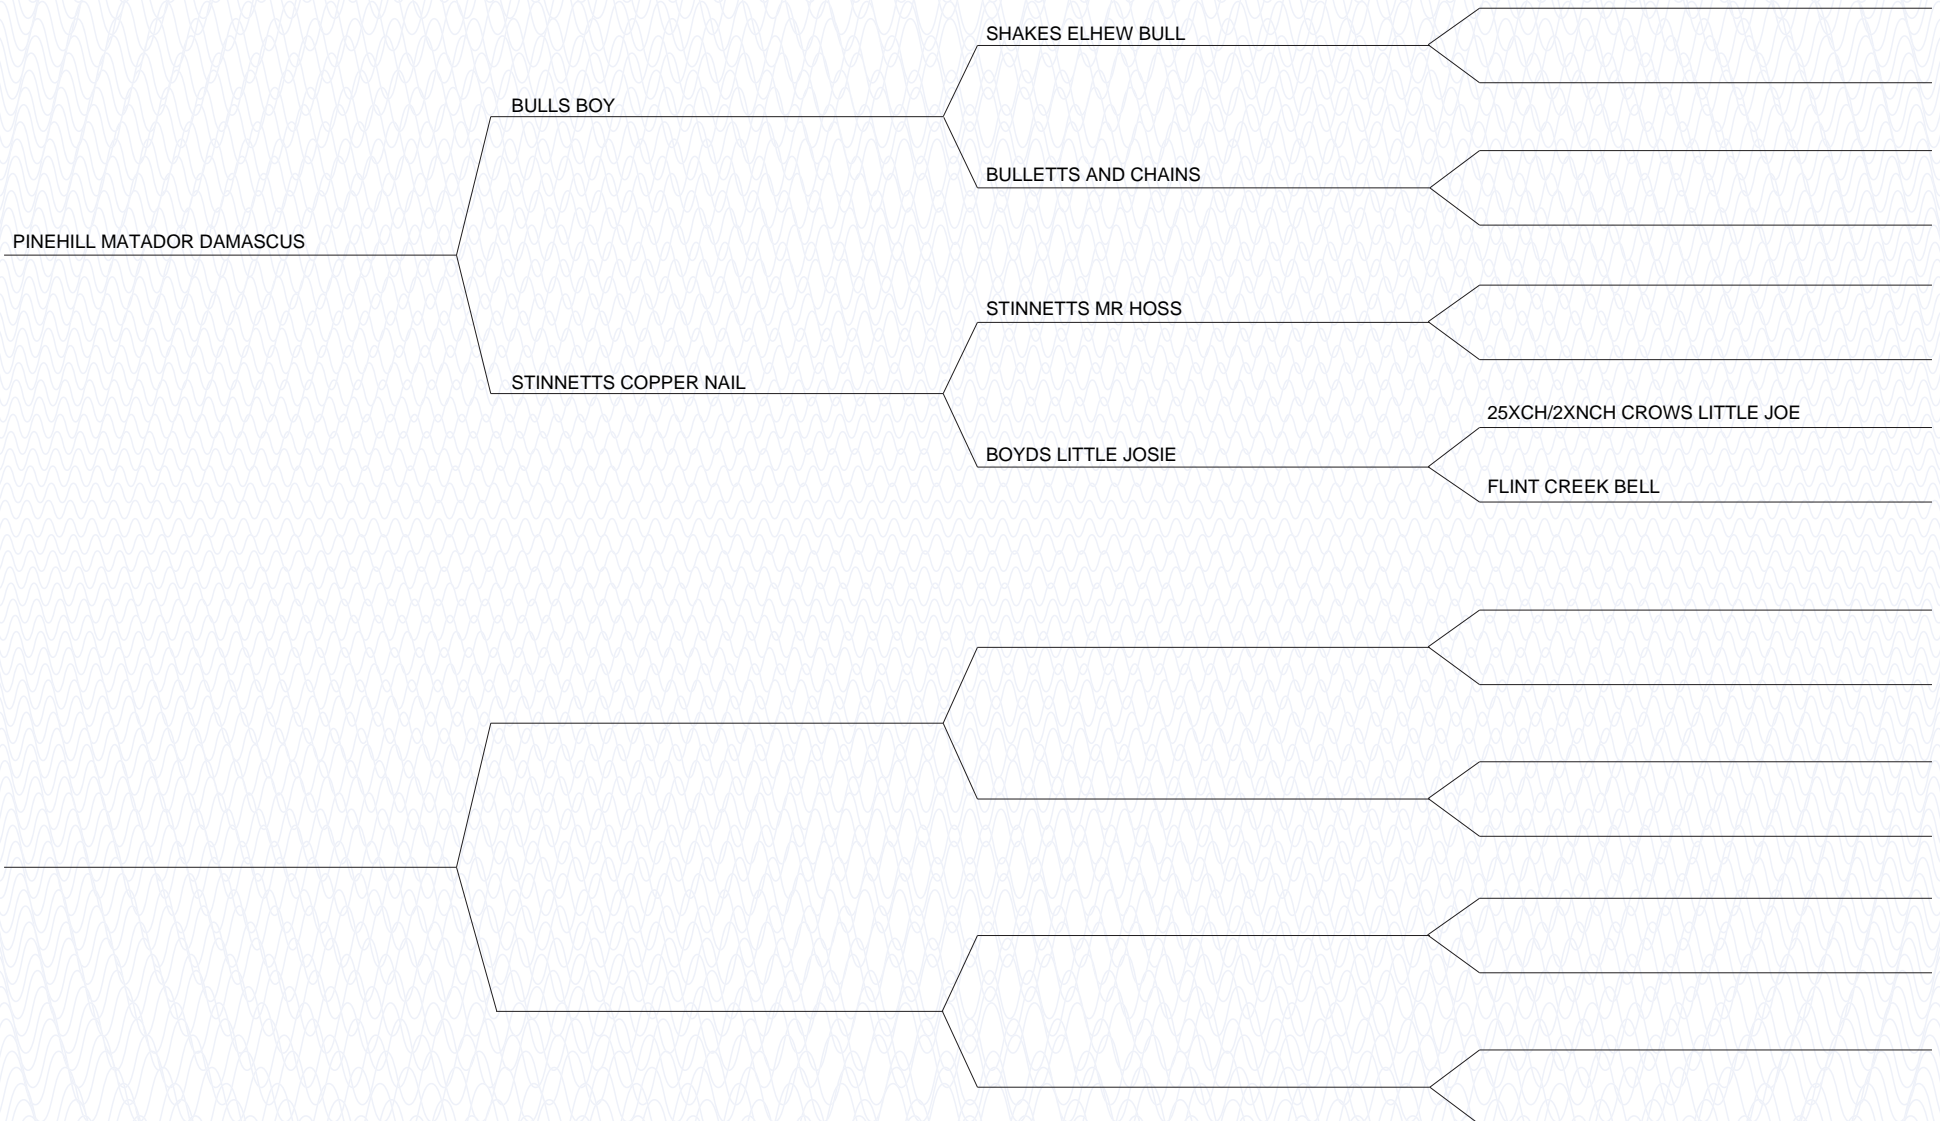 SHAKES ELHEW BULL
BULLS BOY
BULLETTS AND CHAINS
PINEHILL MATADOR DAMASCUS
STINNETTS MR HOSS
STINNETTS COPPER NAIL
25XCH/2XNCH CROWS LITTLE JOE
BOYDS LITTLE JOSIE
FLINT CREEK BELL